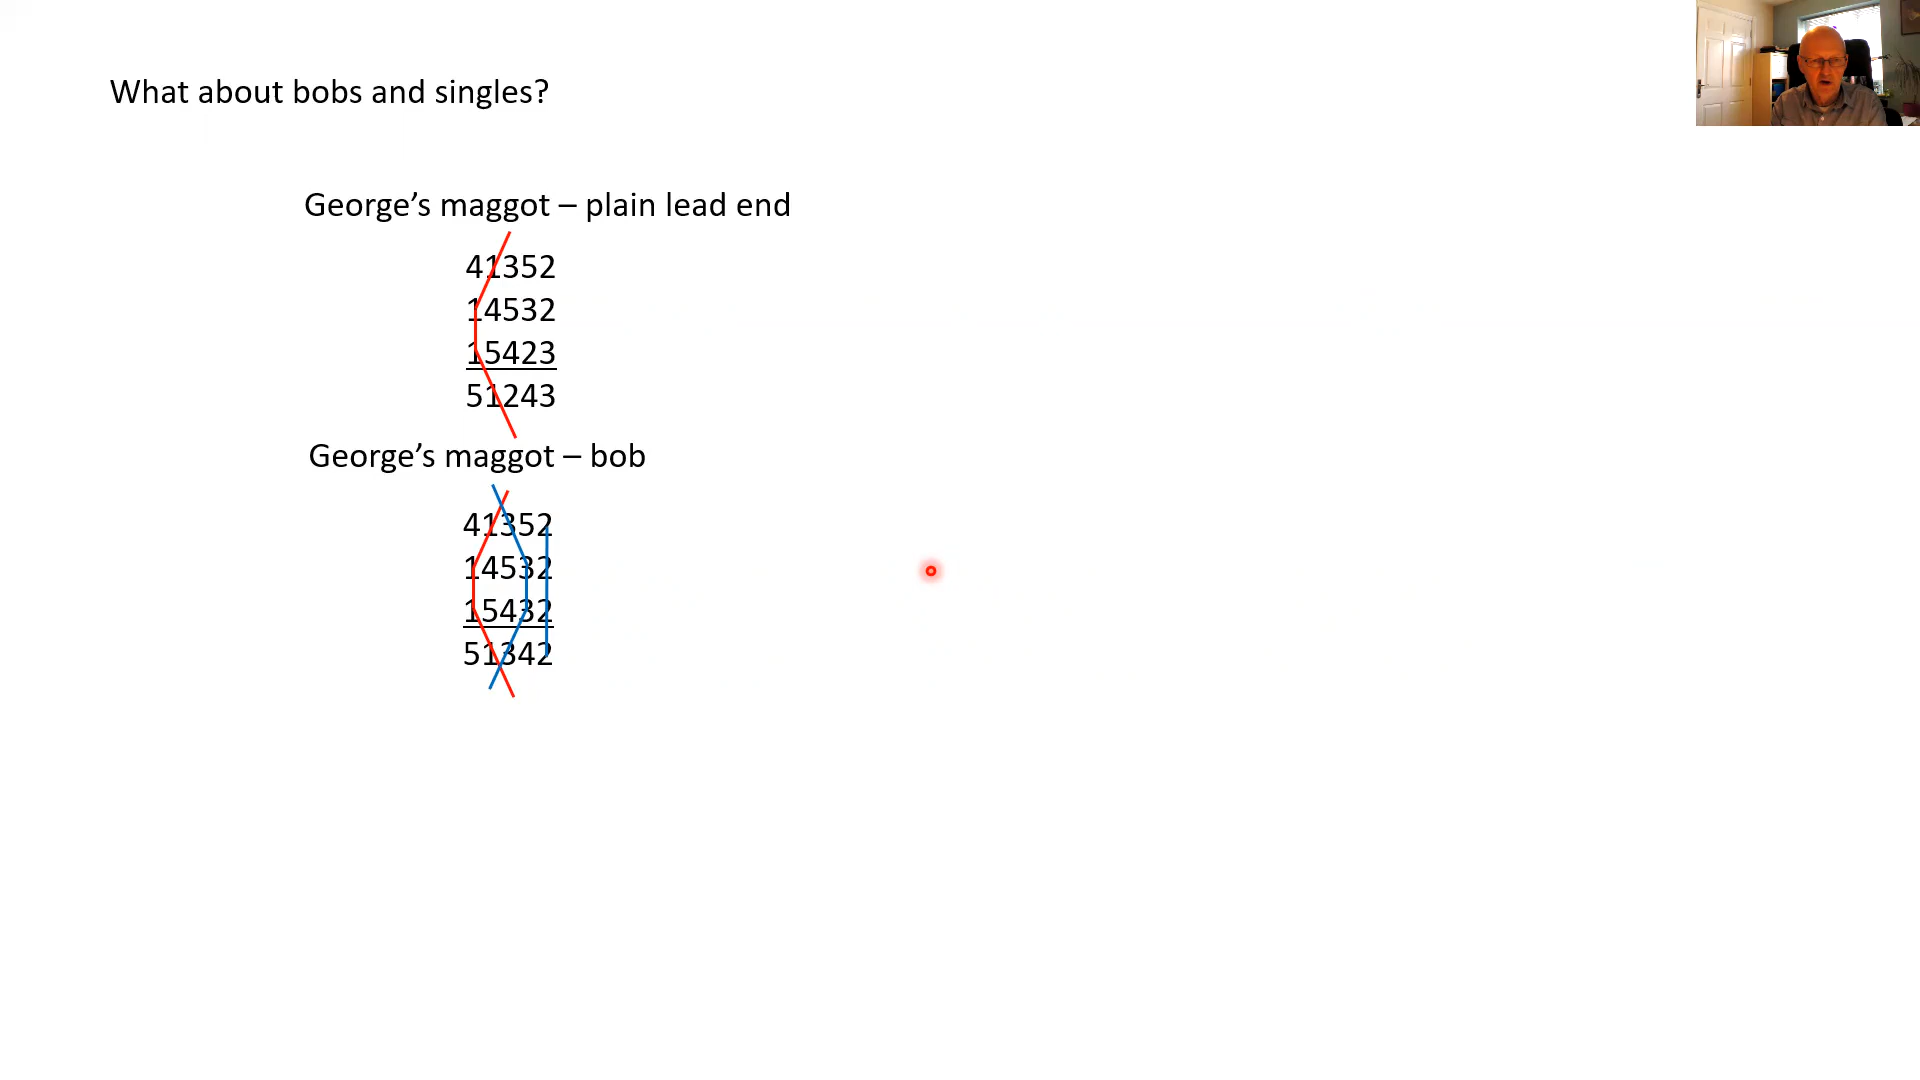 What about bobs and singles?
George’s maggot – plain lead end
41352
14532
15423
51243
George’s maggot – bob
41352
14532
15432
51342